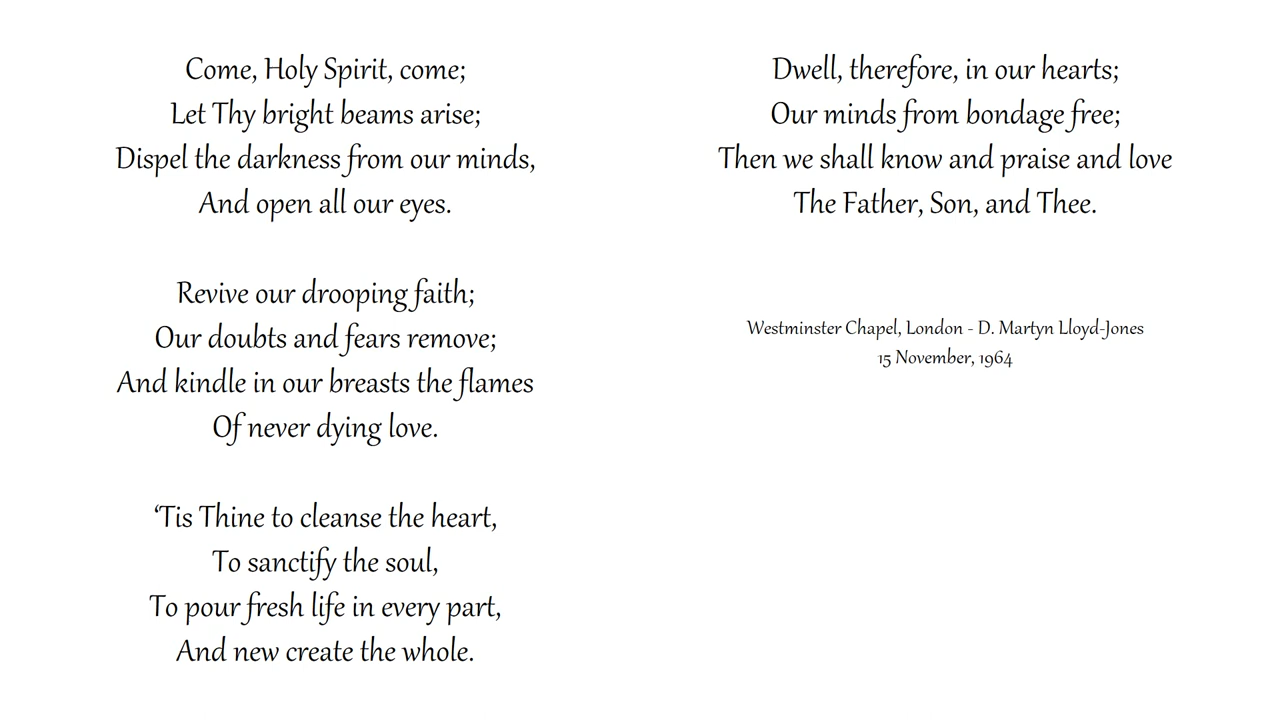 Come, Holy Spirit, come;
Let Thy bright beams arise;
Dispel the darkness from our minds,
And open all our eyes.
Revive our drooping faith;
Our doubts and fears remove;
And kindle in our breasts the flames
Of never dying love.
‘Tis Thine to cleanse the heart,
To sanctify the soul,
To pour fresh life in every part,
And new create the whole.
Dwell, therefore, in our hearts;
Our minds from bondage free;
Then we shall know and praise and love
The Father, Son, and Thee.
Westminster Chapel, London - D. Martyn Lloyd-Jones
15 November, 1964